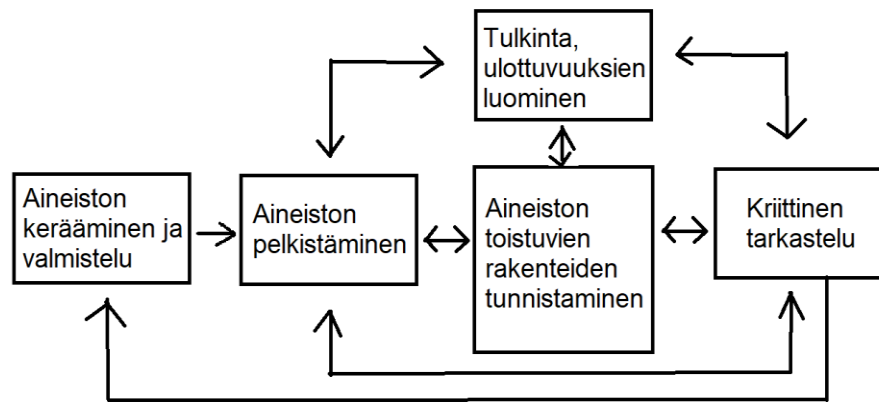 Tulkinta,
ulottuvuuksien
luominen
Aineiston
kerääminen ja
valmistelu
Aineiston
pelkistäminen
Aineiston
toistuvien
rakenteiden
tunnistaminen
Kriittinen
tarkastelu